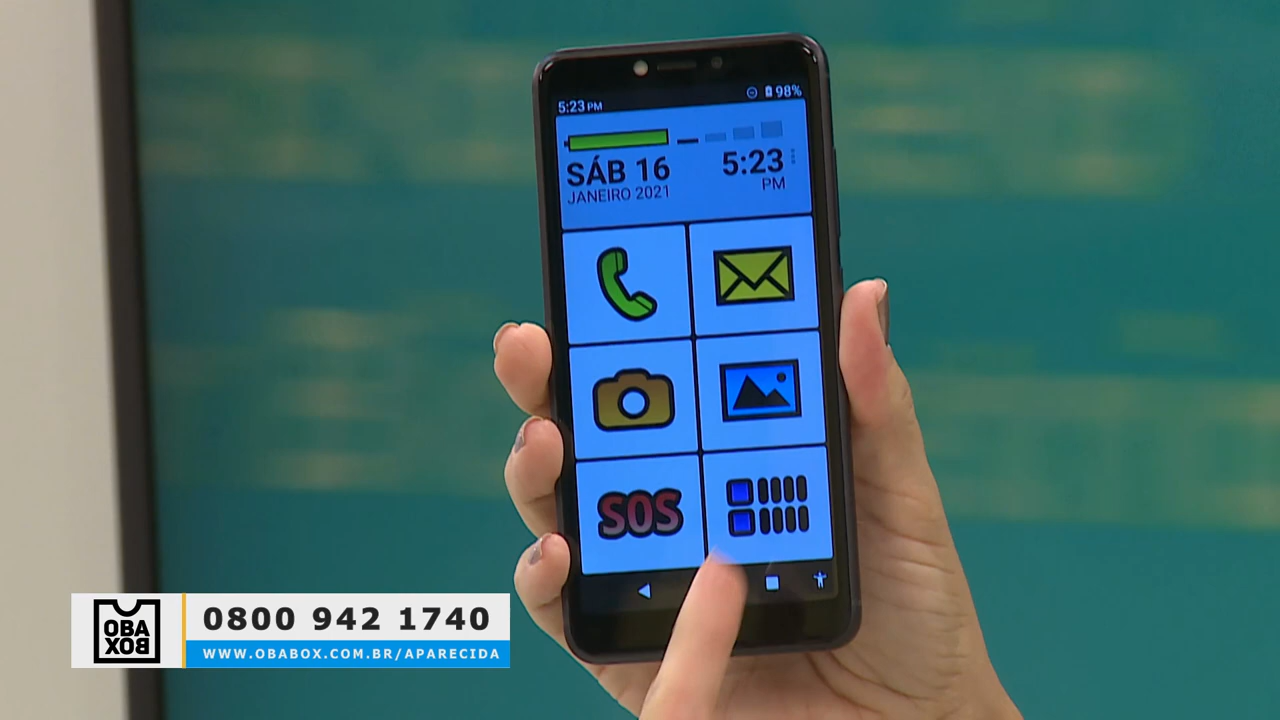 5:23 PM
98%
SÁB 16
5:23
JANEIRO 2021
PM
SOS
OBA
BOX
0800 942 1740
WWW.OBABOX.COM.BR/APARECIDA